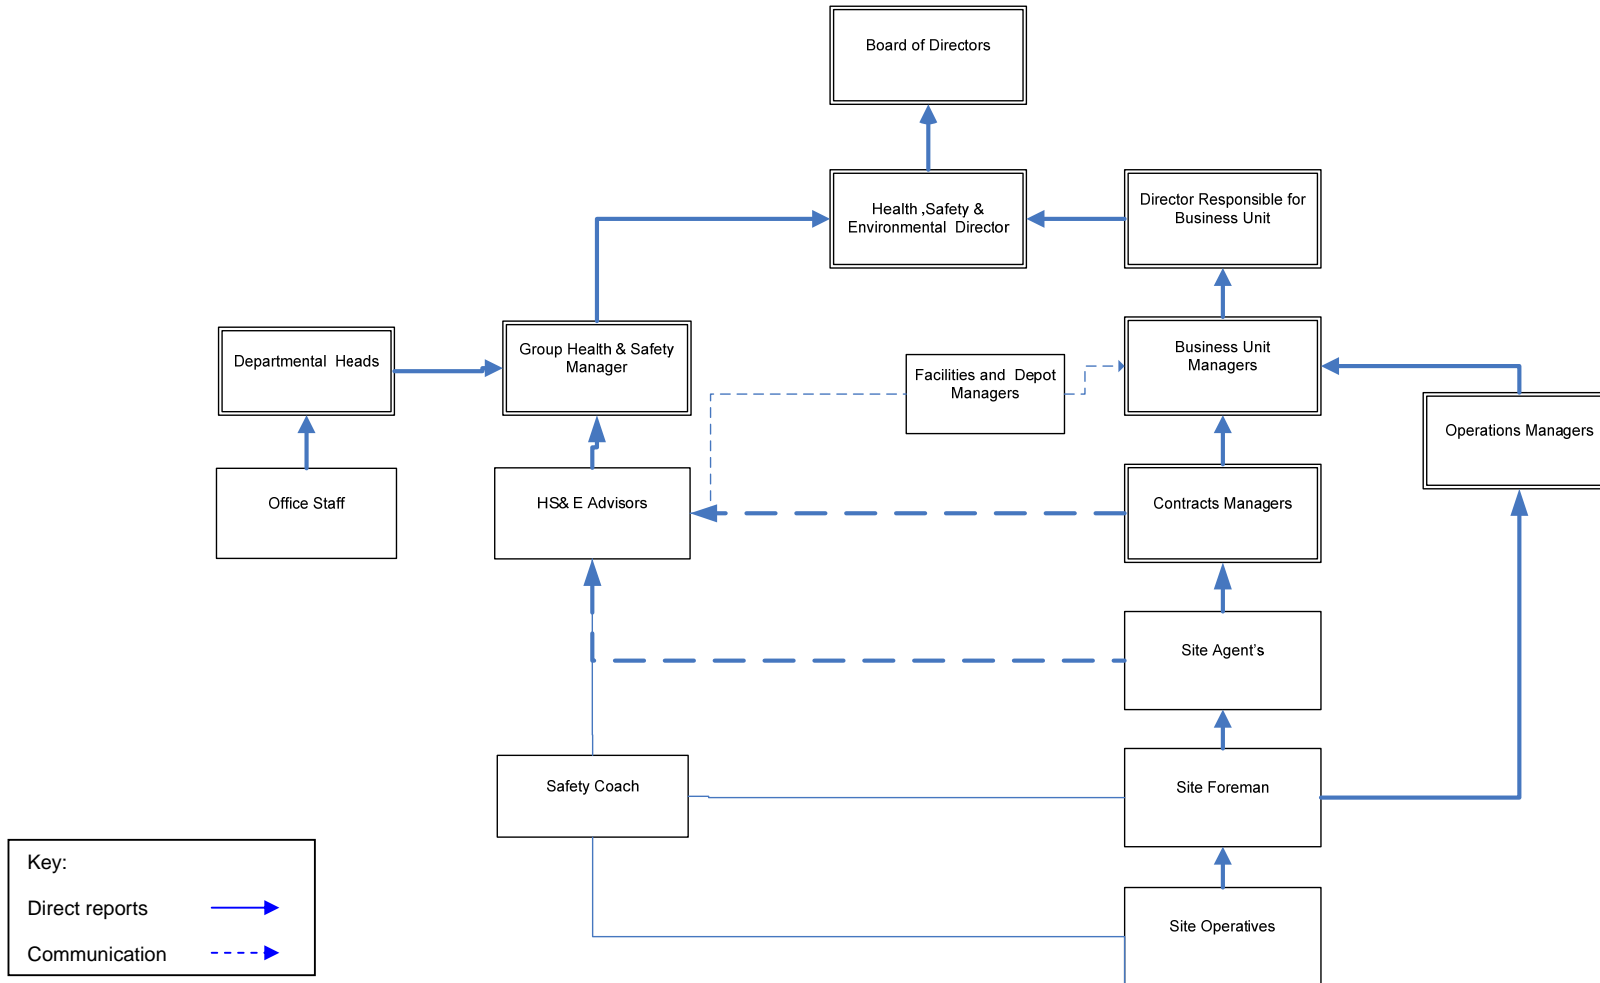 Board of Directors
Health ,Safety &
Environmental Director
Director Responsible for
Business Unit
Departmental Heads
Group Health & Safety
Manager
Facilities and Depot
Managers
Business Unit
Managers
Operations Managers
Office Staff
HS& E Advisors
Contracts Managers
Site Agent's
Safety Coach
Site Foreman
Site Operatives
Key:
Direct reports
Communication